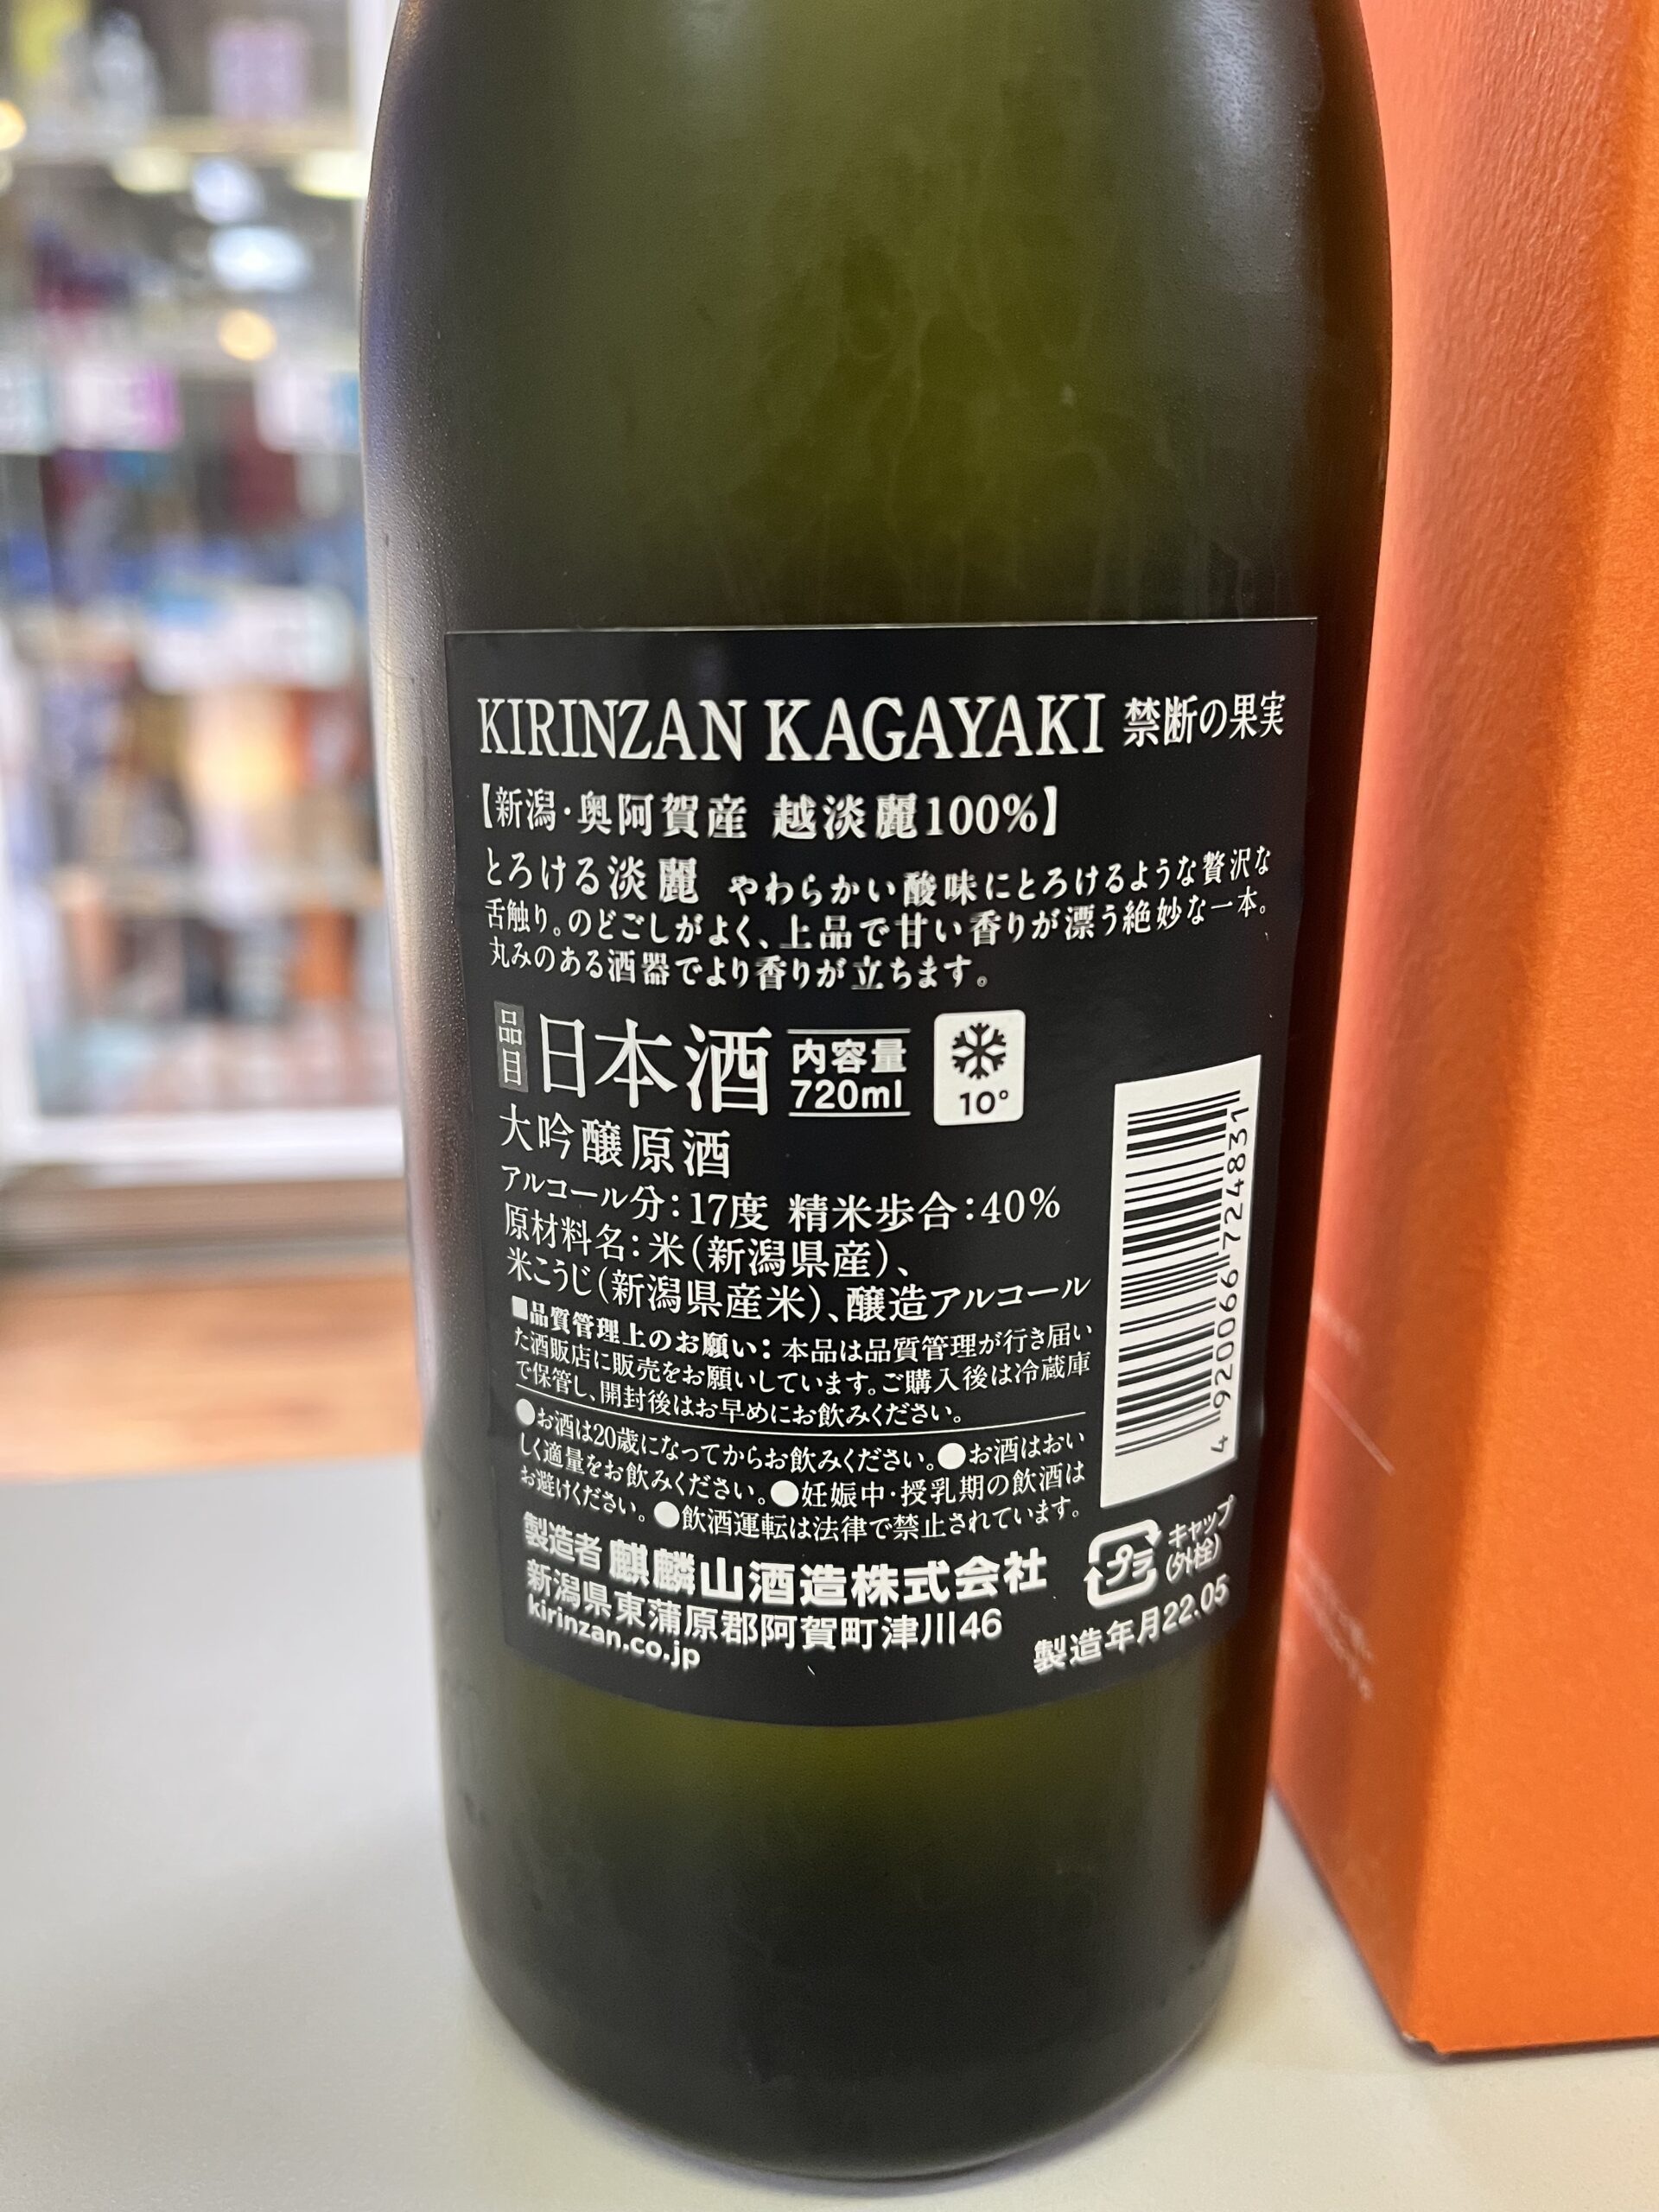 KIRINZAN KAGAYAKI 禁断の果実
【新潟・奥阿賀産 越淡麗100%】
とろける淡麗 やわらかい酸味にとろけるような贅沢な
舌触り。のどごしがよく、上品で甘い香りが漂う絶妙な一本。
丸みのある酒器でより香りが立ちます。
品目 日本酒 内容量 720ml 10°
大吟醸原酒
アルコール分：17度 精米歩合：40%
原材料名：米（新潟県産）、
米こうじ（新潟県産米）、醸造アルコール
■品質管理上のお願い：本品は品質管理が行き届い
た酒販店に販売をお願いしています。ご購入後は冷蔵庫
で保管し、開封後はお早めにお飲みください。
●お酒は20歳になってからお飲みください。●お酒はおい
しく適量をお飲みください。●妊娠中・授乳期の飲酒は
お避けください。●飲酒運転は法律で禁止されています。
製造者 麒麟山酒造株式会社
新潟県東蒲原郡阿賀町津川46
kirinzan.co.jp
4 920066 724831
プラ キャップ
（外栓）
製造年月22.05